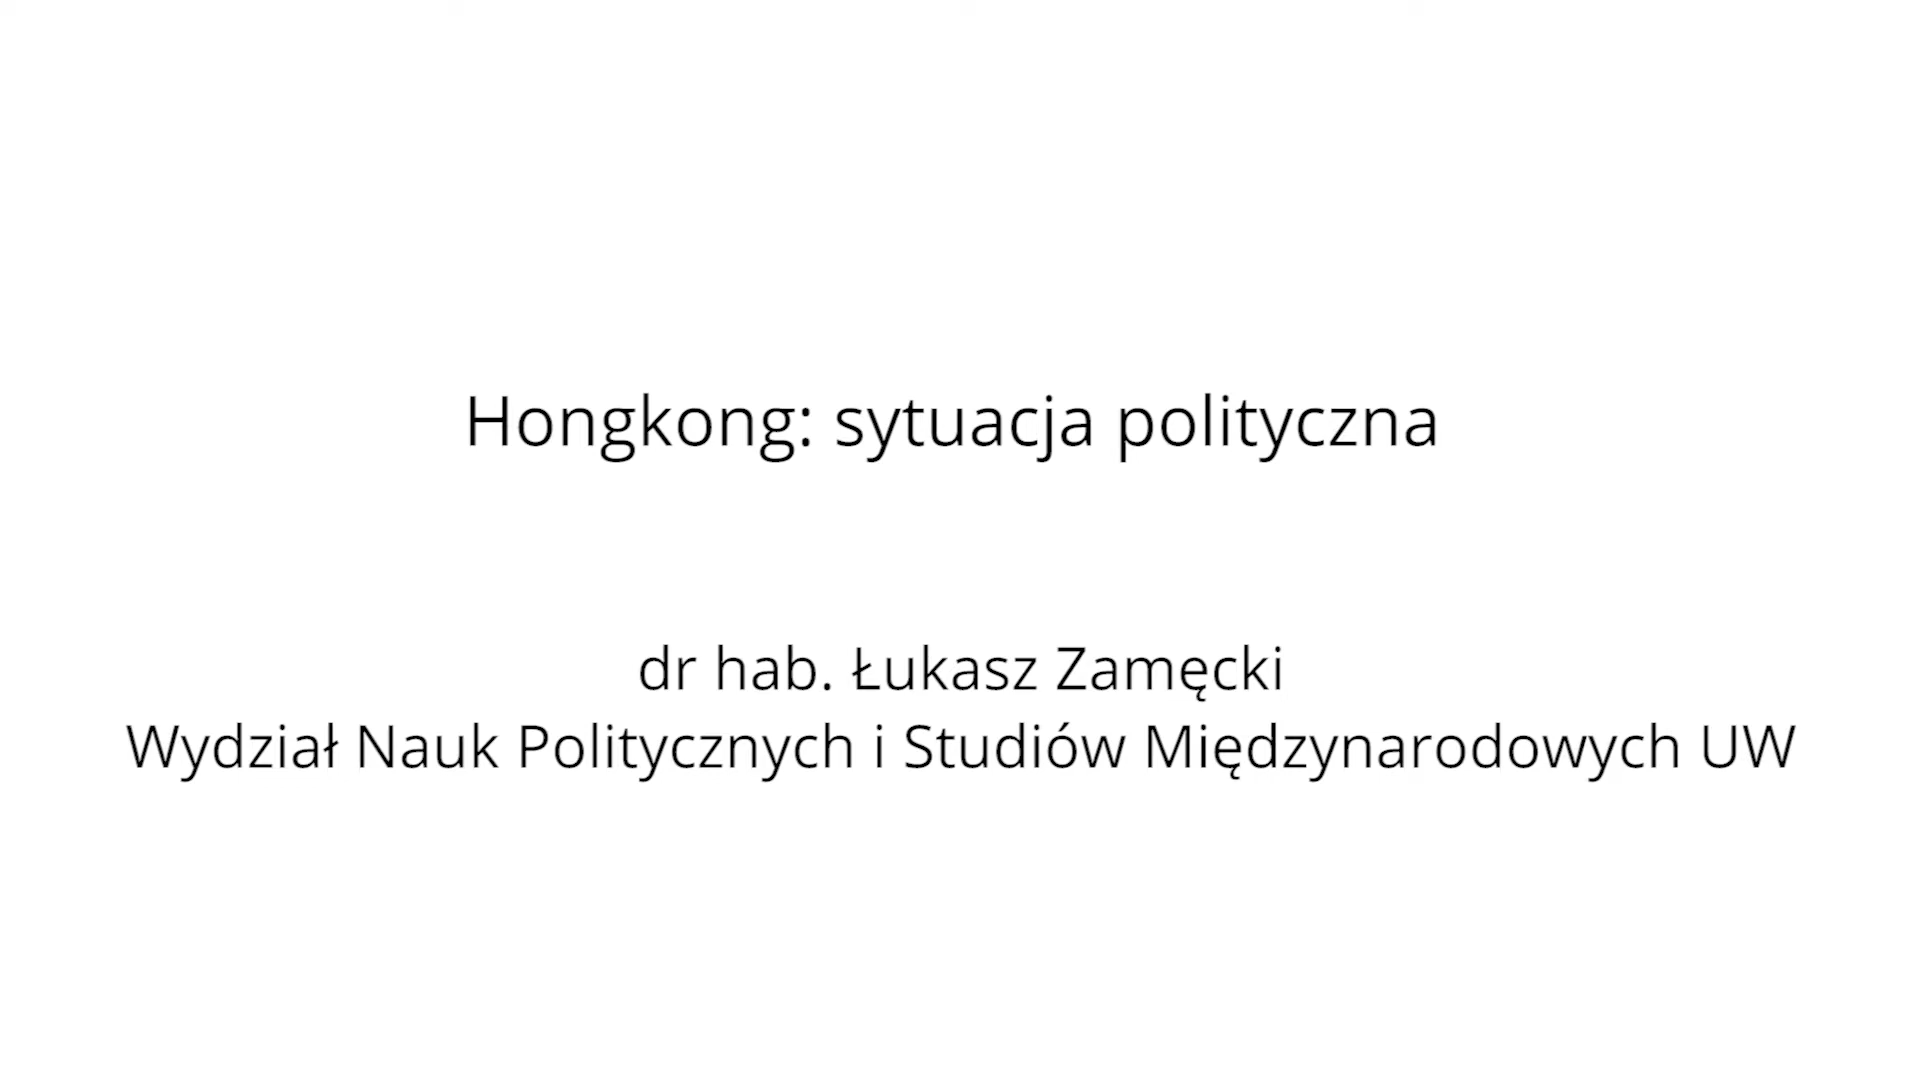 Hongkong: sytuacja polityczna
dr hab. Łukasz Zamęcki
Wydział Nauk Politycznych i Studiów Międzynarodowych UW